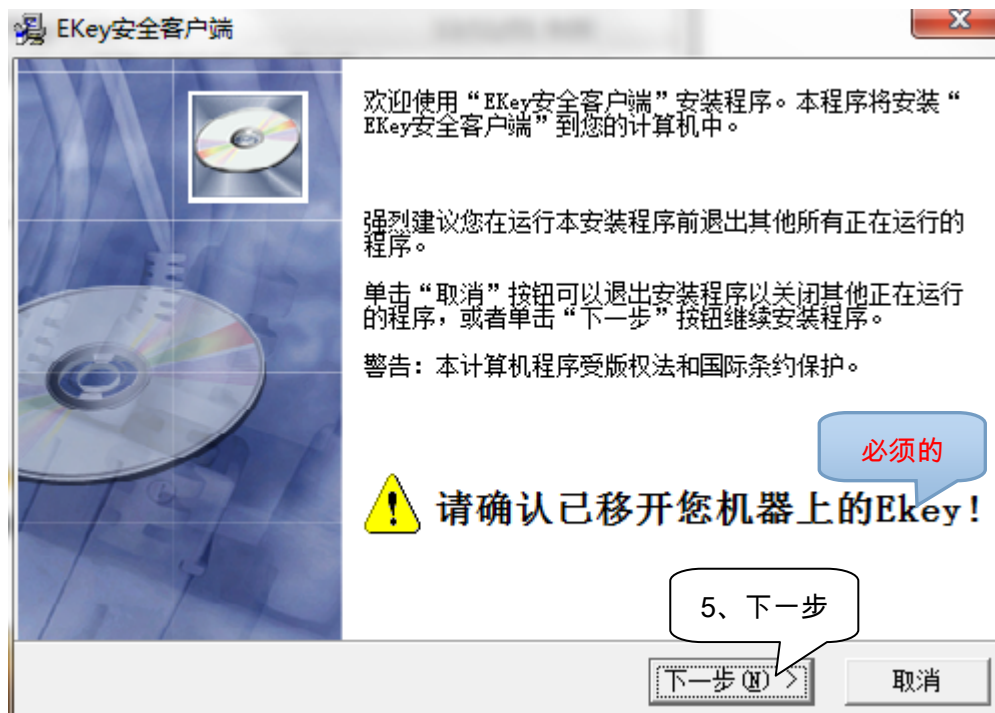 EKey安全客户端
欢迎使用“EKey安全客户端”安装程序。本程序将安装“
EKey安全客户端”到您的计算机中。
强烈建议您在运行本安装程序前退出其他所有正在运行的
程序。
单击“取消”按钮可以退出安装程序以关闭其他正在运行
的程序，或者单击“下一步”按钮继续安装程序。
警告：本计算机程序受版权法和国际条约保护。
必须的
请确认已移开您机器上的Ekey!
5、下一步
下一步(N) >
取消